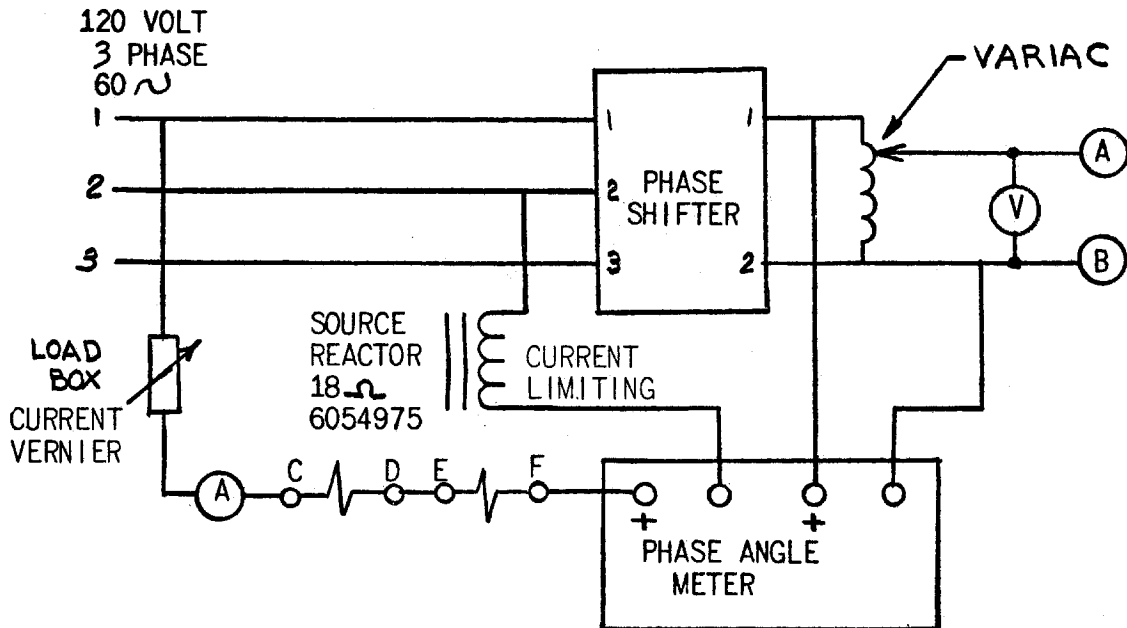 120 VOLT
3 PHASE
60 ~
VARIAC
1
2
3
1
2
3
PHASE
SHIFTER
1
2
A
V
B
LOAD
BOX
CURRENT
VERNIER
SOURCE
REACTOR
18 Ω
6054975
CURRENT
LIMITING
A
C
D
E
F
+
+
PHASE ANGLE
METER